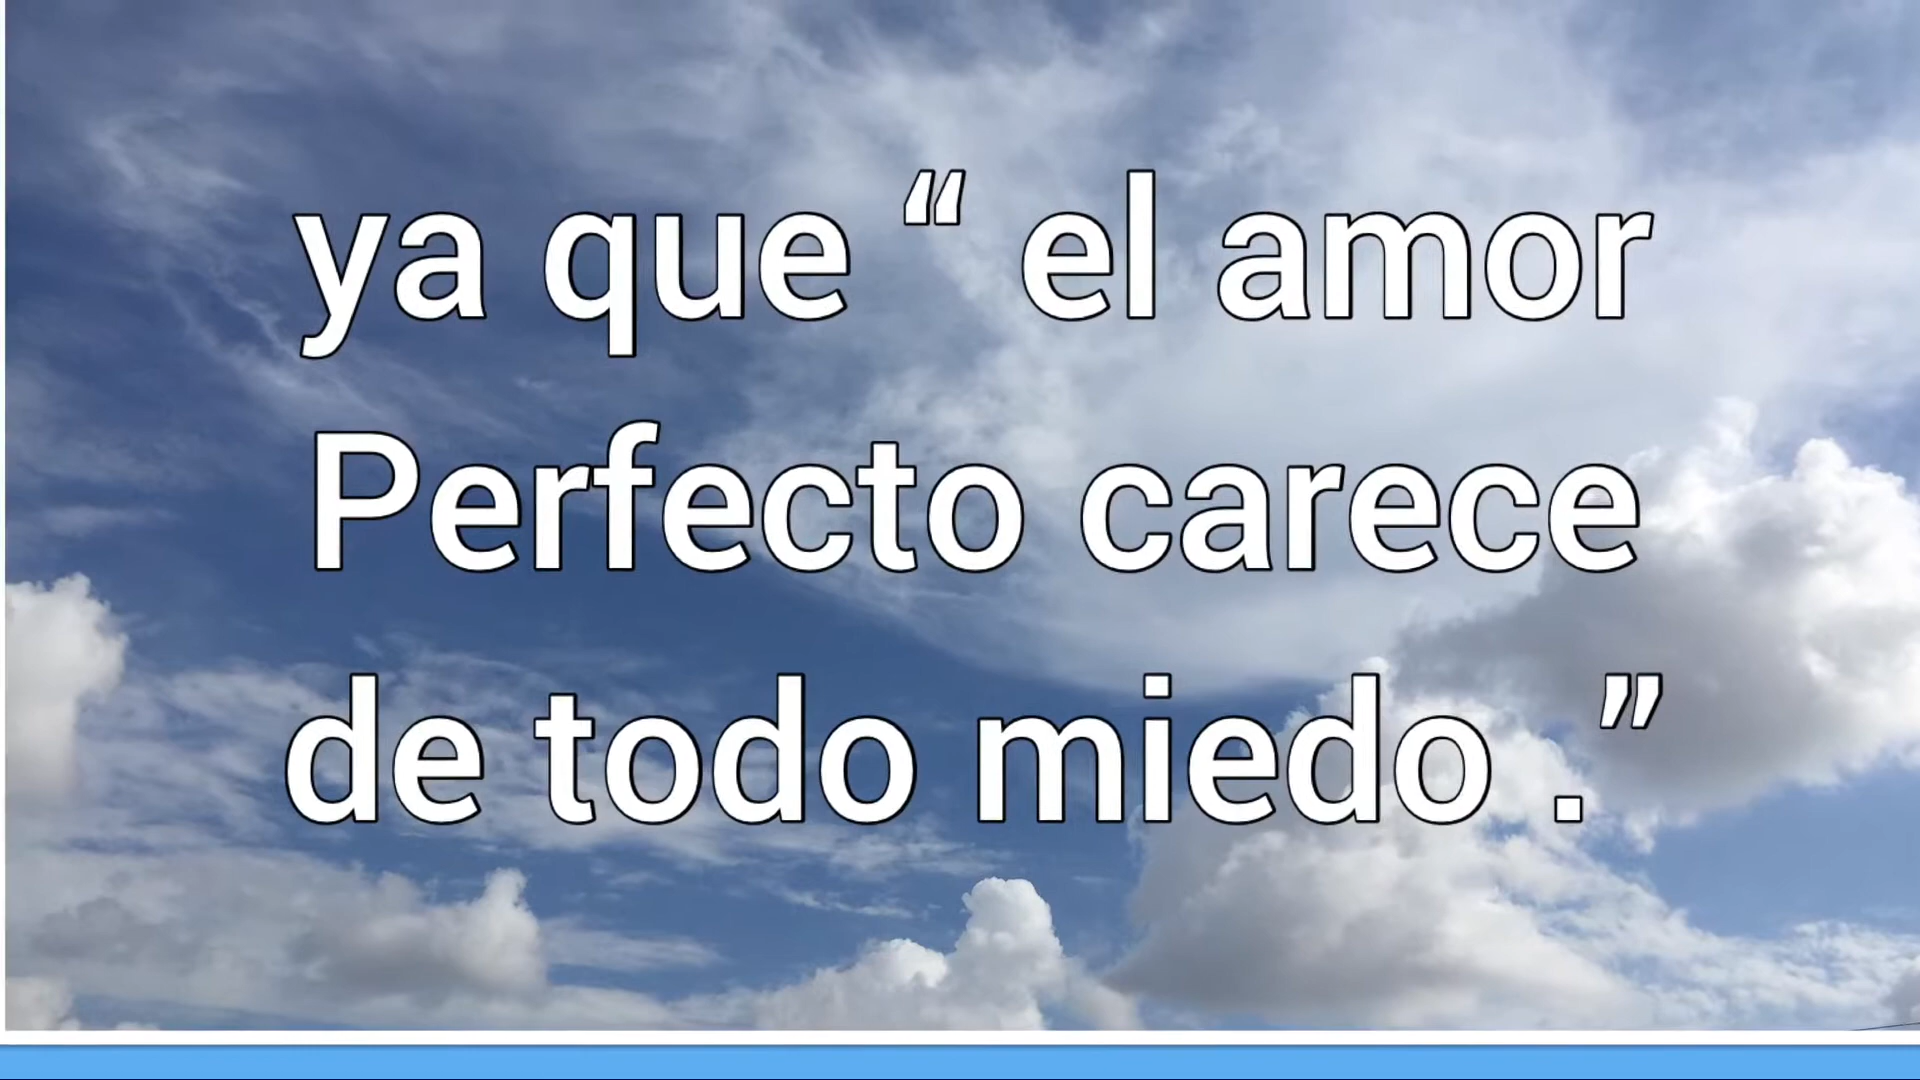 ya que “ el amor
Perfecto carece
de todo miedo .”